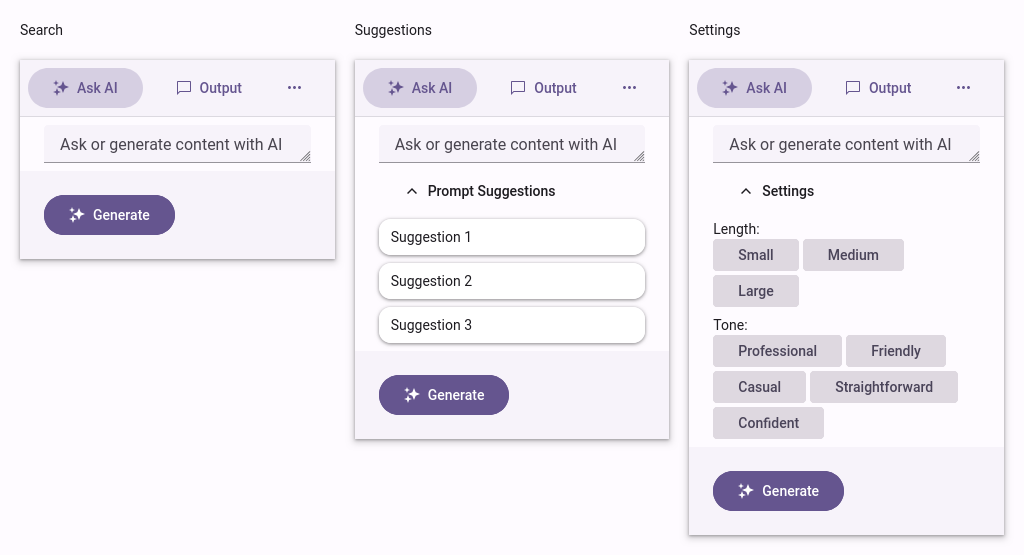 Search
Ask AI
Output
Ask or generate content with AI
Generate
Suggestions
Ask AI
Output
Ask or generate content with AI
Prompt Suggestions
Suggestion 1
Suggestion 2
Suggestion 3
Generate
Settings
Ask AI
Output
Ask or generate content with AI
Settings
Length:
Small Medium
Large
Tone:
Professional Friendly
Casual Straightforward
Confident
Generate